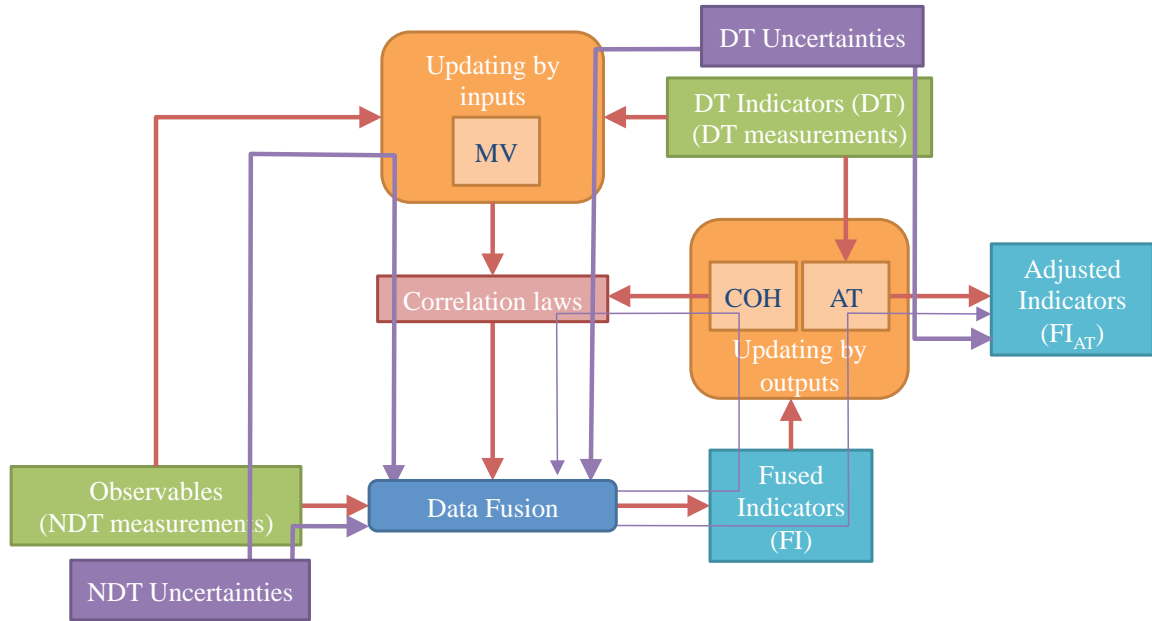 DT Uncertainties
Updating by
inputs
MV
DT Indicators (DT)
(DT measurements)
Correlation laws
COH
AT
Updating by
outputs
Adjusted
Indicators
(FI_AT)
Observables
(NDT measurements)
Data Fusion
Fused
Indicators
(FI)
NDT Uncertainties